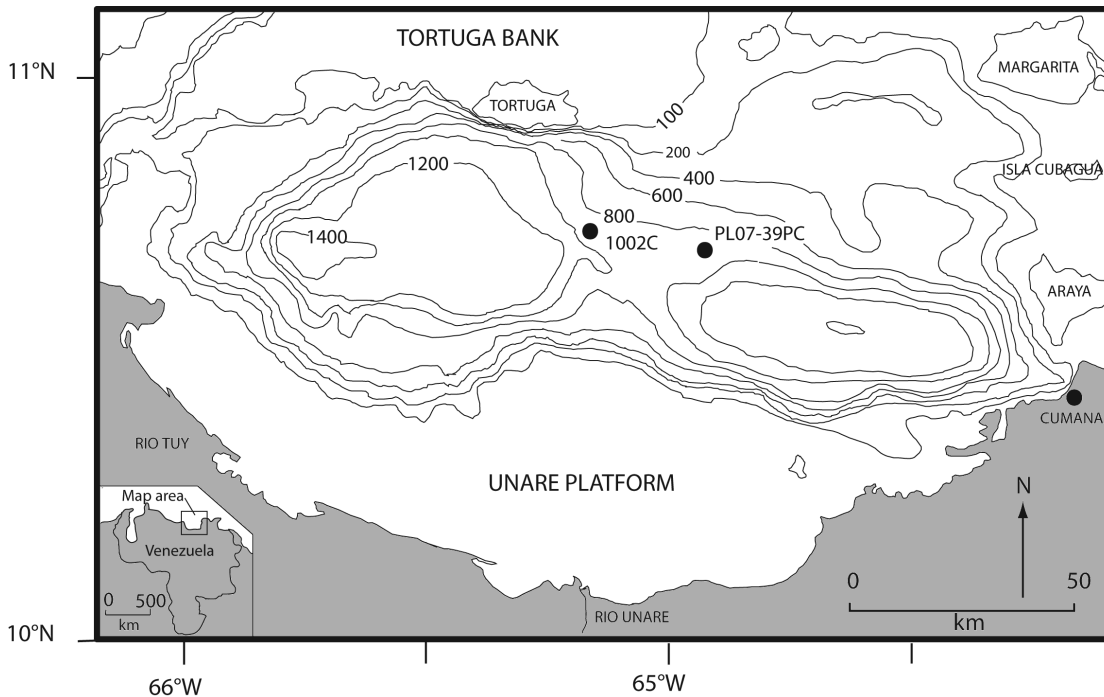 TORTUGA BANK
11°N
MARGARITA
TORTUGA
100
200
ISLA CUBAGUA
1200
400
600
800
PL07-39PC
1002C
1400
ARAYA
CUMANA
RIO TUY
UNARE PLATFORM
N
Map area
Venezuela
0 50
km
0 500
km
RIO UNARE
10°N
66°W
65°W